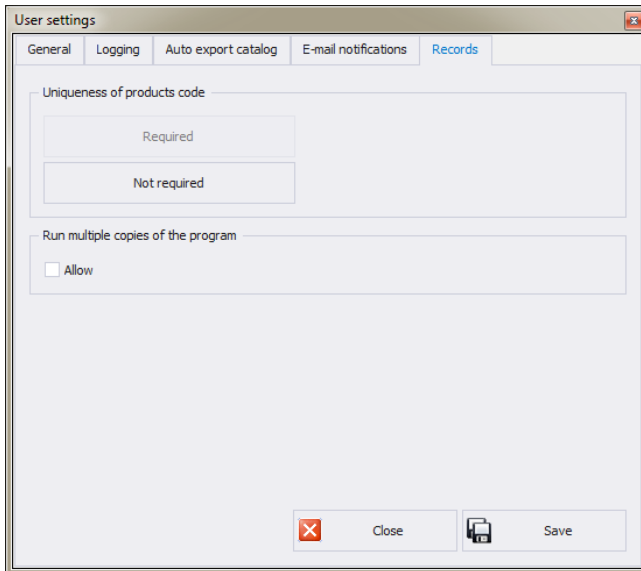 User settings
General
Logging
Auto export catalog
E-mail notifications
Records
Uniqueness of products code
Required
Not required
Run multiple copies of the program
Allow
Close
Save